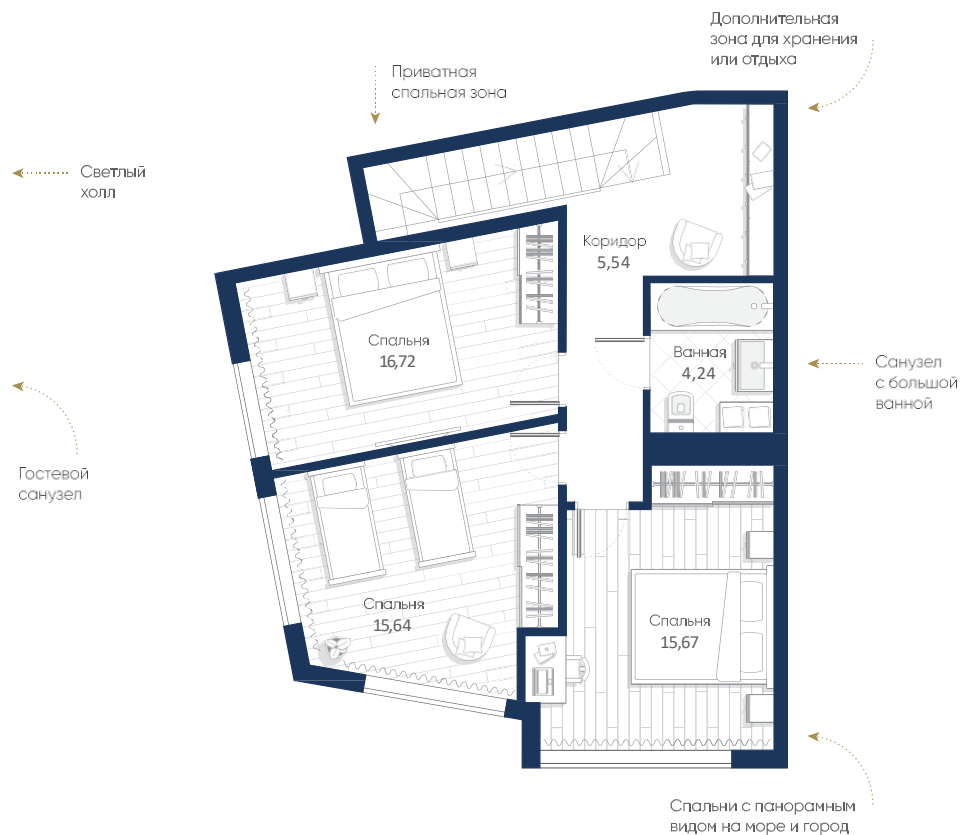 Дополнительная
зона для хранения
или отдыха
Приватная
спальная зона
Светлый
холл
Коридор
5,54
Спальня
16,72
Ванная
4,24
Санузел
с большой
ванной
Гостевой
санузел
Спальня
15,64
Спальня
15,67
Спальни с панорамным
видом на море и город